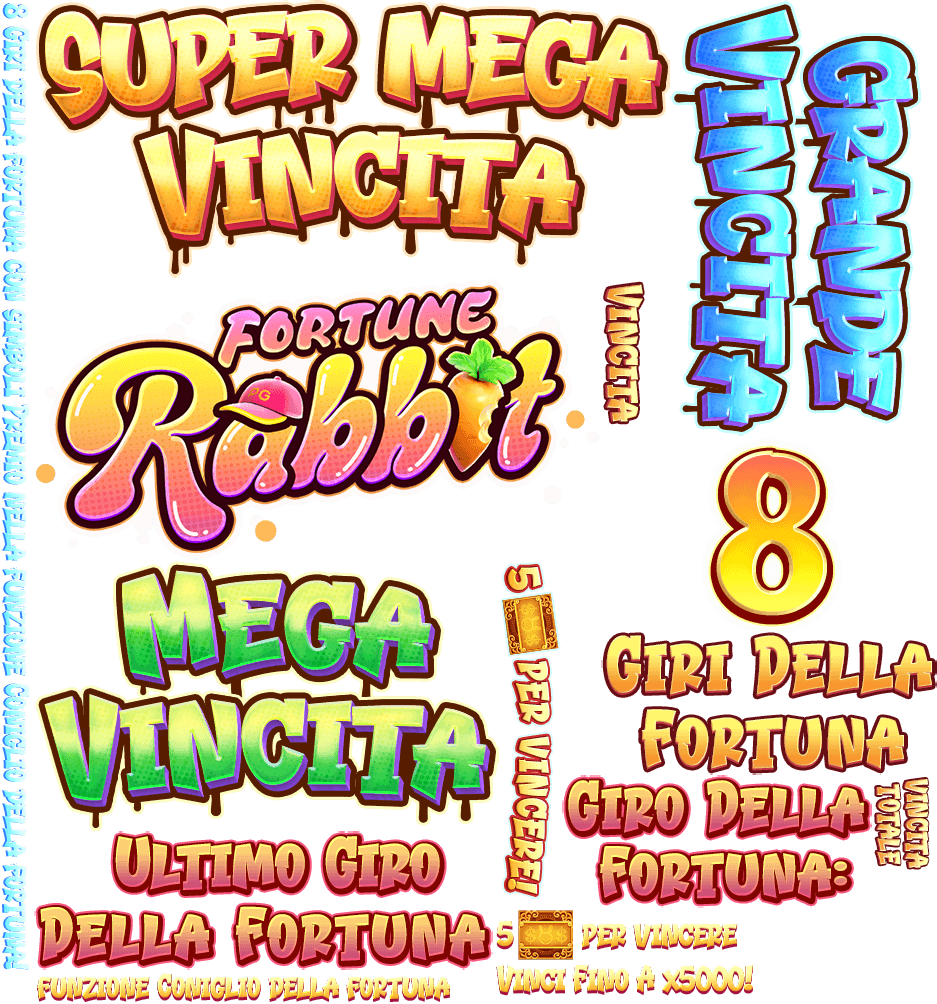 8 GIRI DELLA FORTUNA CON SIMBOLI PREMIO NELLA FUNZIONE CONIGLIO DELLA FORTUNA!
SUPER MEGA
VINCITA
GRANDE
VINCITA
FORTUNE
Rabbit
PG
VINCITA
8
GIRI DELLA
FORTUNA
MEGA
VINCITA
5 PER VINCERE!
GIRO DELLA
FORTUNA:
VINCITA
TOTALE
ULTIMO GIRO
DELLA FORTUNA
FUNZIONE CONIGLIO DELLA FORTUNA
5 PER VINCERE
VINCI FINO A X5000!